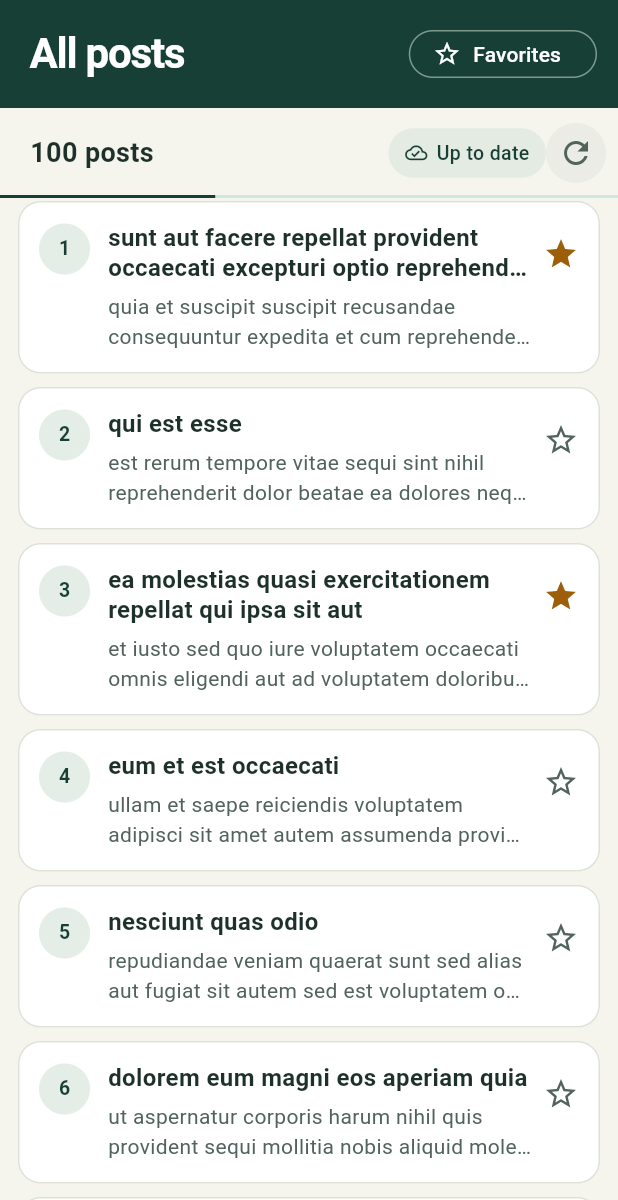 All posts
Favorites
100 posts
Up to date
1
sunt aut facere repellat provident
occaecati excepturi optio reprehend…
quia et suscipit suscipit recusandae
consequuntur expedita et cum reprehende…
2
qui est esse
est rerum tempore vitae sequi sint nihil
reprehenderit dolor beatae ea dolores neq…
3
ea molestias quasi exercitationem
repellat qui ipsa sit aut
et iusto sed quo iure voluptatem occaecati
omnis eligendi aut ad voluptatem doloribu…
4
eum et est occaecati
ullam et saepe reiciendis voluptatem
adipisci sit amet autem assumenda provi…
5
nesciunt quas odio
repudiandae veniam quaerat sunt sed alias
aut fugiat sit autem sed est voluptatem o…
6
dolorem eum magni eos aperiam quia
ut aspernatur corporis harum nihil quis
provident sequi mollitia nobis aliquid mole…